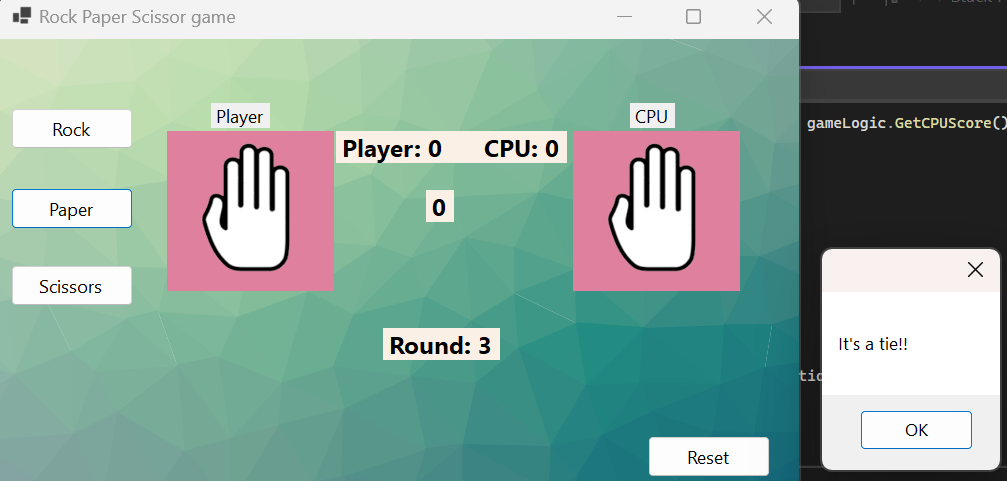 Rock Paper Scissor game
Player
CPU
Rock
Player: 0 CPU: 0
gameLogic.GetCPUScore()
Paper
0
Scissors
It's a tie!!
Round: 3
OK
Reset